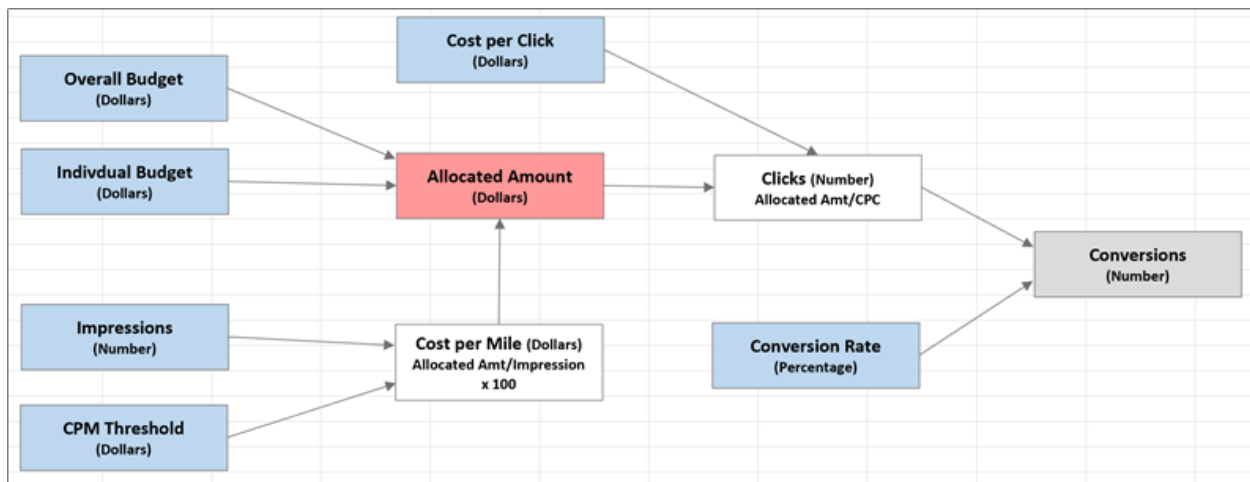 Cost per Click
(Dollars)
Overall Budget
(Dollars)
Indivdual Budget
(Dollars)
Allocated Amount
(Dollars)
Clicks (Number)
Allocated Amt/CPC
Conversions
(Number)
Impressions
(Number)
Cost per Mile (Dollars)
Allocated Amt/Impression
x 100
Conversion Rate
(Percentage)
CPM Threshold
(Dollars)